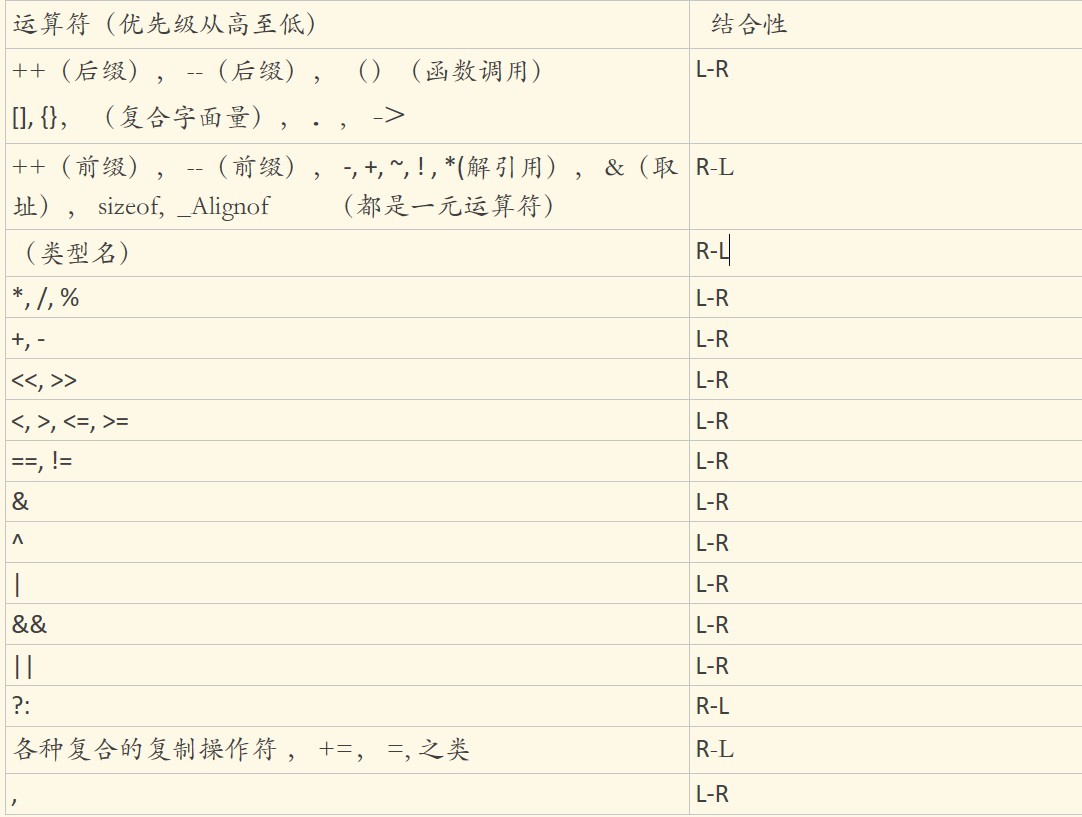 运算符（优先级从高至低） 结合性
++（后缀）, --（后缀）, （）（函数调用） L-R
[], {}, （复合字面量）, . , ->
++（前缀）, --（前缀）, -, +, ~, ! , *(解引用）, &（取 R-L
址）, sizeof, _Alignof （都是一元运算符）
（类型名） R-L
*, /, % L-R
+, - L-R
<<, >> L-R
<, >, <=, >= L-R
==, != L-R
& L-R
^ L-R
| L-R
&& L-R
|| L-R
?: R-L
各种复合的复制操作符 , +=, =, 之类 R-L
, L-R